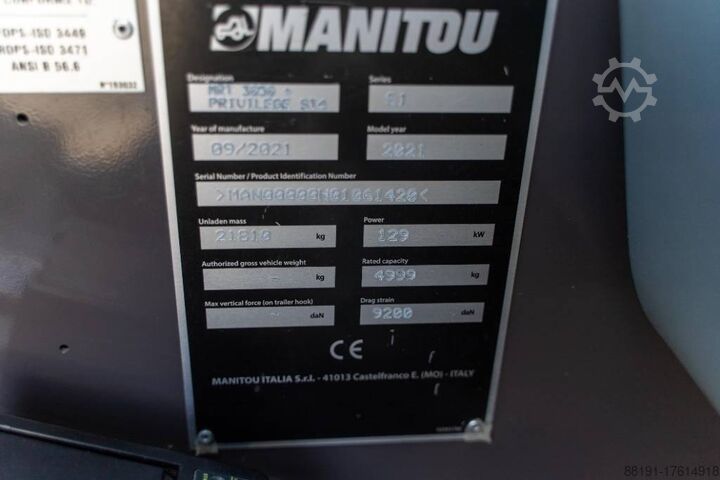 FOPS-ISO 3449
ROPS-ISO 3471
ANSI B 56.6
N°193032
MANITOU
Designation
MRT 3050 +
PRIVILEGE ST4
Series
S1
Year of manufacture
09/2021
Model year
2021
Serial Number / Product Identification Number
>MAN00000
Unladen mass
21810 kg
Power
129 kW
Authorized gross vehicle weight
- kg
Rated capacity
4999 kg
Max vertical force (on trailer hook)
- daN
Drag strain
9200 daN
CE
MANITOU ITALIA S.r.l. - 41013 Castelfranco E. (MO) - ITALY
88191-17614918